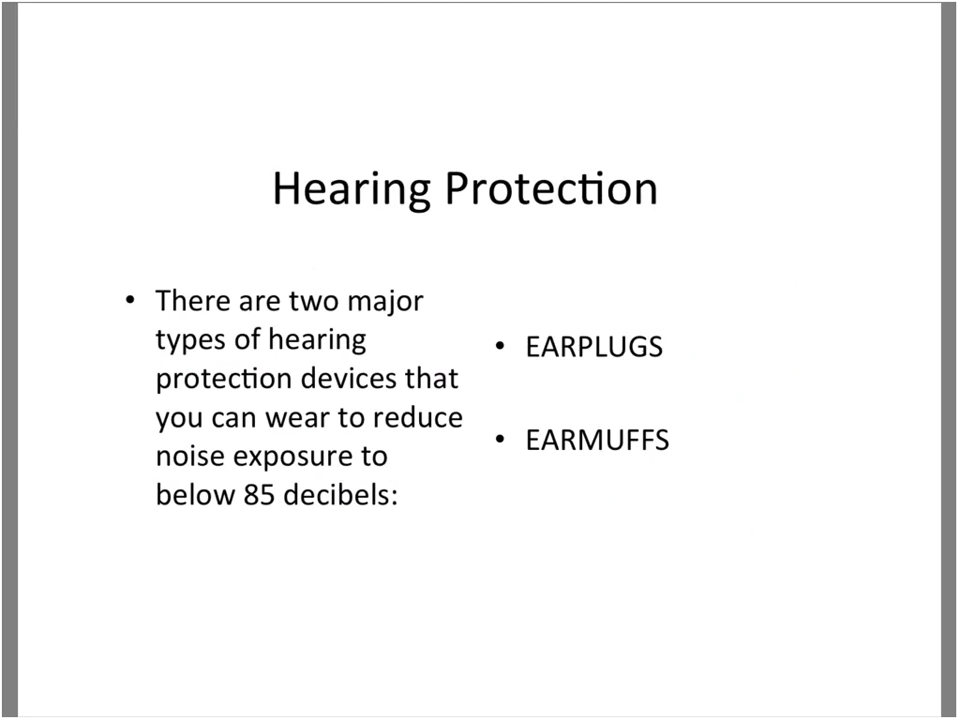 Hearing Protection
• There are two major
types of hearing
protection devices that
you can wear to reduce
noise exposure to
below 85 decibels:
• EARPLUGS
• EARMUFFS